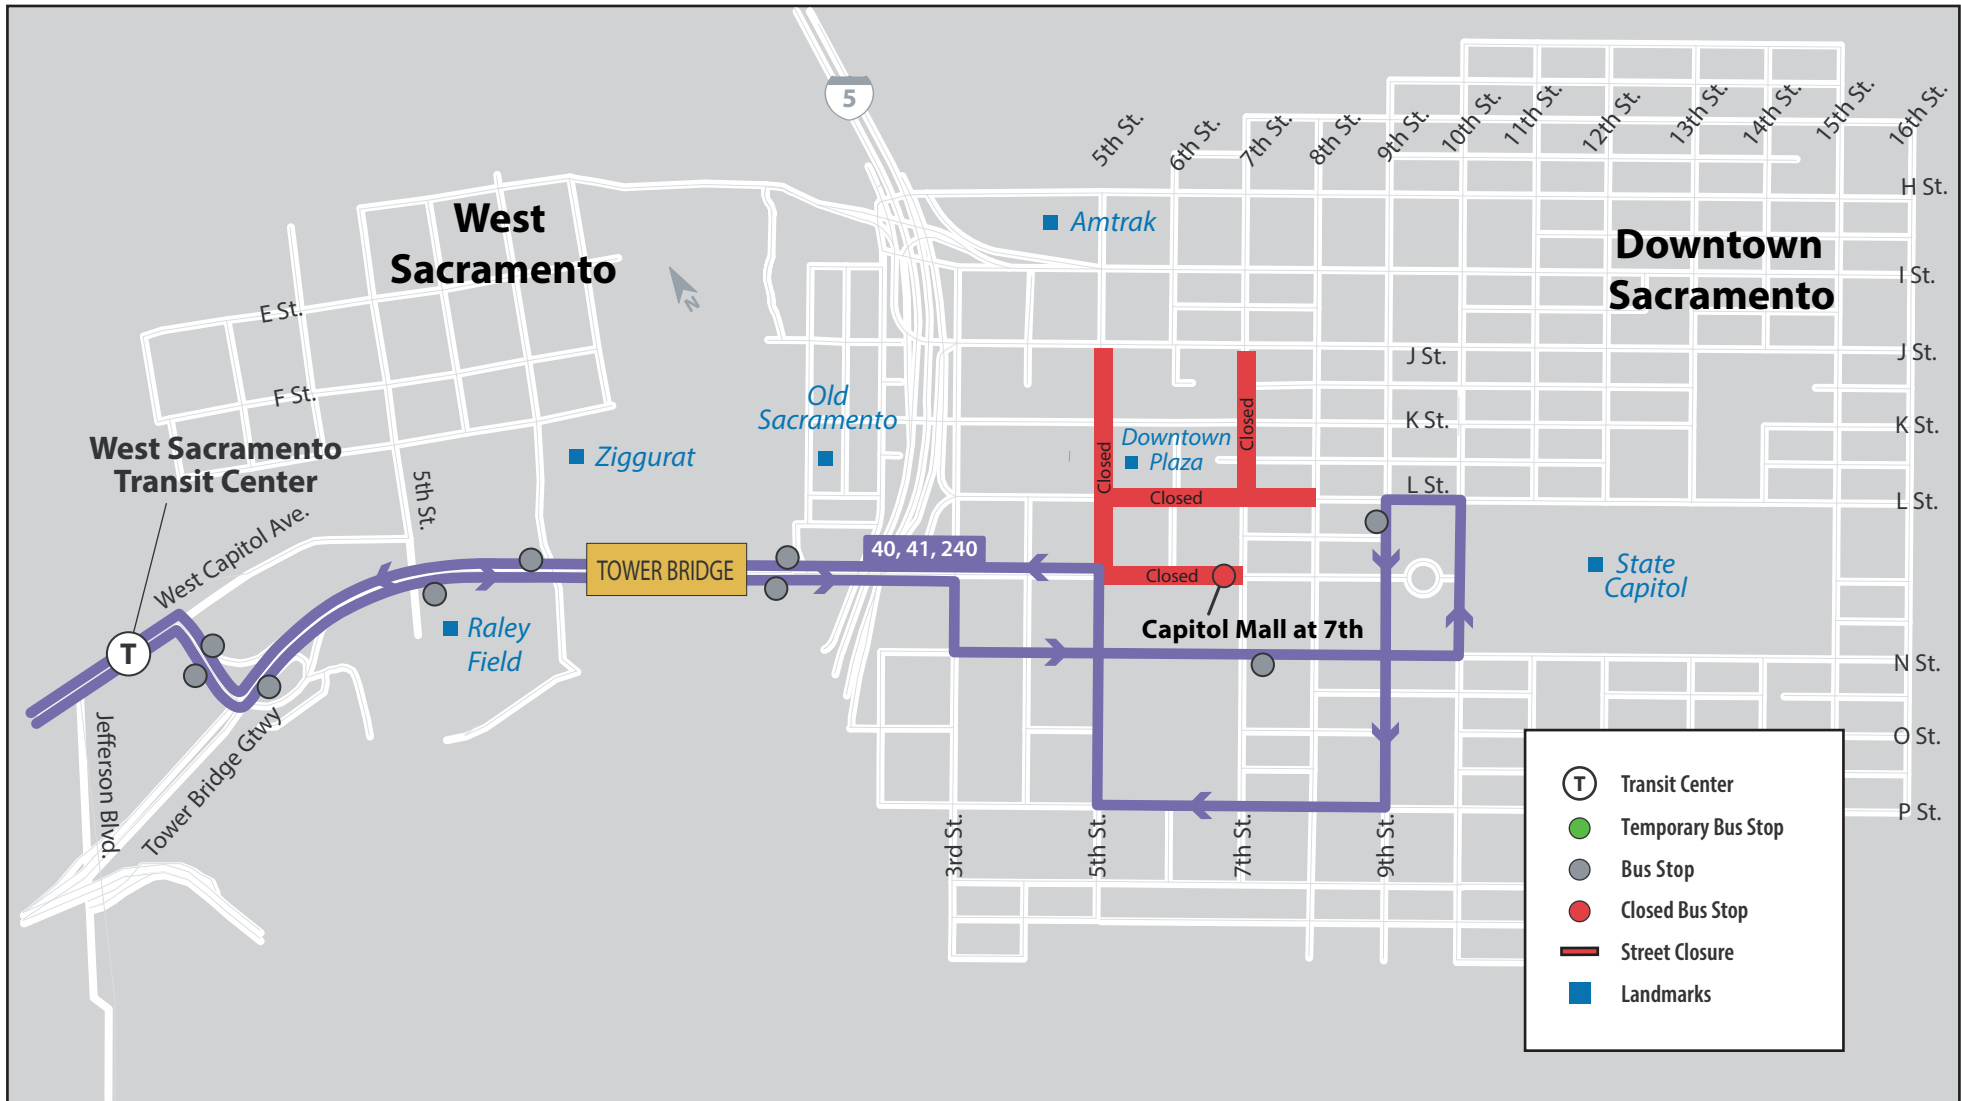 5
5th St.
6th St.
7th St.
8th St.
9th St.
10th St.
11th St.
12th St.
13th St.
14th St.
15th St.
16th St.
H St.
West
Sacramento
Amtrak
Downtown
Sacramento
I St.
N
E St.
J St.
J St.
F St.
Old
Sacramento
K St.
K St.
Closed
Closed
Downtown
Plaza
West Sacramento
Transit Center
Ziggurat
5th St.
L St.
L St.
Closed
West Capitol Ave.
40, 41, 240
TOWER BRIDGE
Closed
State
Capitol
Raley
Field
Capitol Mall at 7th
T
N St.
Jefferson Blvd.
Tower Bridge Gtwy
O St.
P St.
3rd St.
5th St.
7th St.
9th St.
T Transit Center
Temporary Bus Stop
Bus Stop
Closed Bus Stop
Street Closure
Landmarks